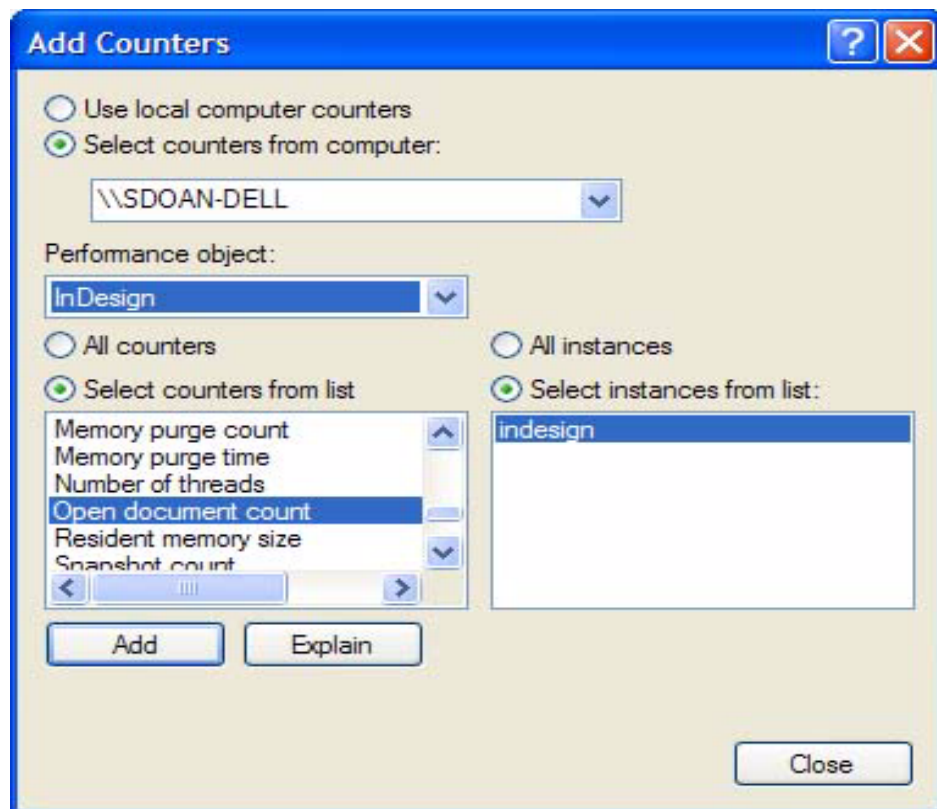 Add Counters
Use local computer counters
Select counters from computer:
\\SDOAN-DELL
Performance object:
InDesign
All counters
All instances
Select counters from list
Select instances from list:
Memory purge count
Memory purge time
Number of threads
Open document count
Resident memory size
Snapshot count
indesign
Add
Explain
Close